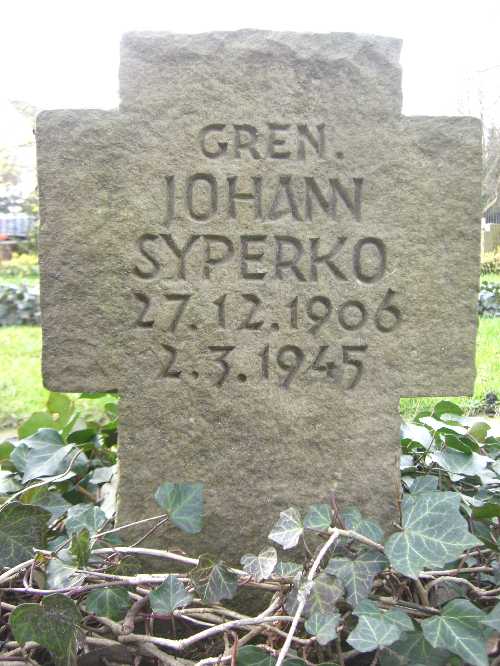 GREN.
JOHANN
SYPERKO
27.12.1906
2.3.1945